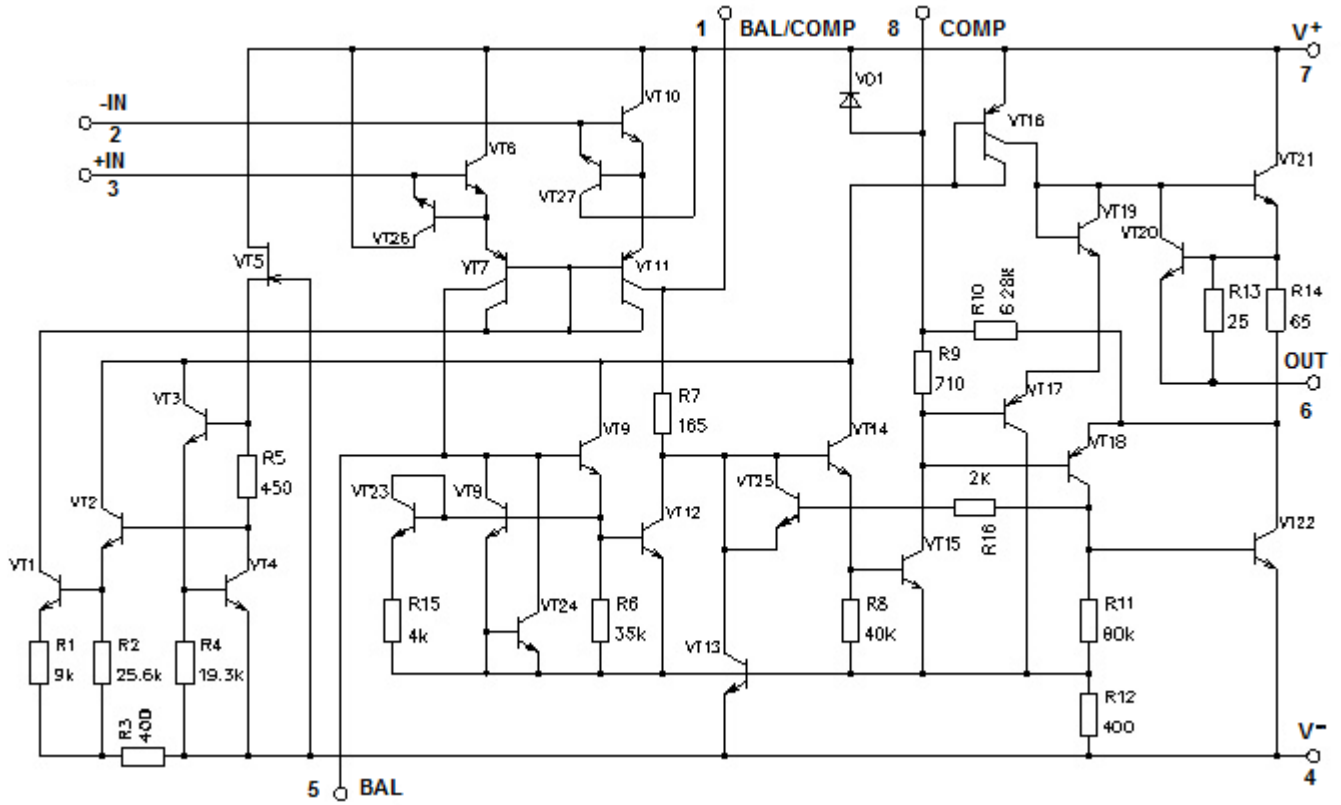 1 BAL/COMP 8 COMP
V+
7
VD1
-IN
2
VT10
VT16
+IN
3
VT6
VT21
VT27
VT19
VT26
VT20
VT5
VT7
VT11
R10
6.28K
R13
25
R14
65
R9
710
OUT
6
R7
165
VT3
VT17
VT9
VT14
VT18
R5
450
VT23
VT9
VT25
2K
R16
VT2
VT12
VT15
V122
VT1
VT4
R15
4k
VT24
R6
35k
R8
40K
R11
80k
R1
9k
R2
25.6k
R4
19.3k
VT13
R3
400
R12
400
V-
4
5 BAL